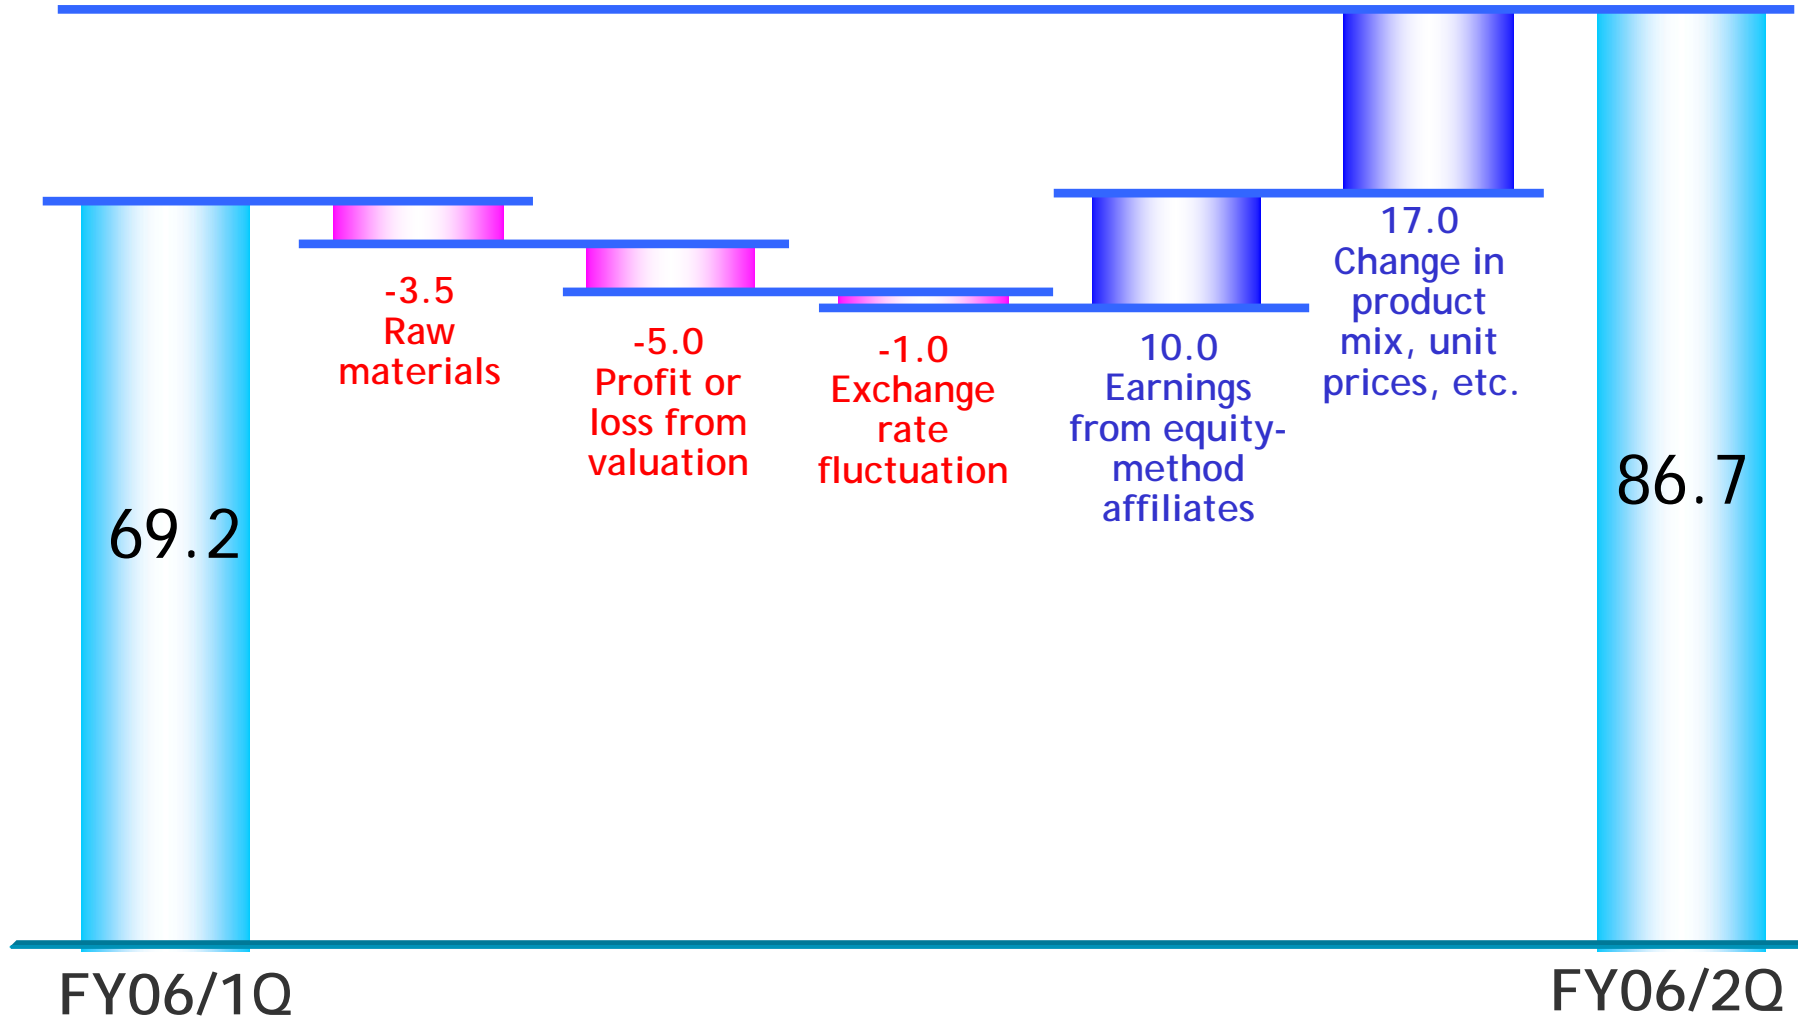 69.2
-3.5
Raw
materials
-5.0
Profit or
loss from
valuation
-1.0
Exchange
rate
fluctuation
10.0
Earnings
from equity-
method
affiliates
17.0
Change in
product
mix, unit
prices, etc.
86.7
FY06/1Q
FY06/2Q